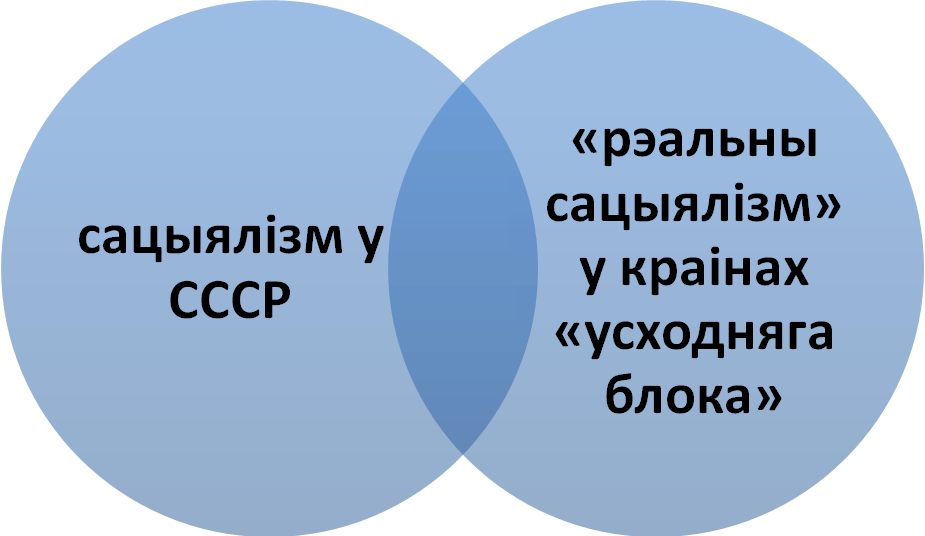 сацыялізм у
СССР
«рэальны
сацыялізм»
у краінах
«усходняга
блока»